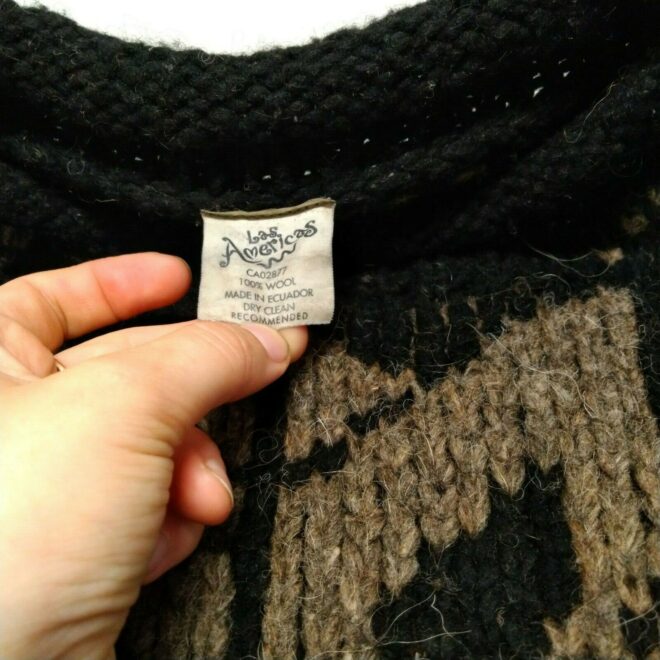 Las
Americas
CA02877
100% WOOL
MADE IN ECUADOR
DRY CLEAN
RECOMMENDED